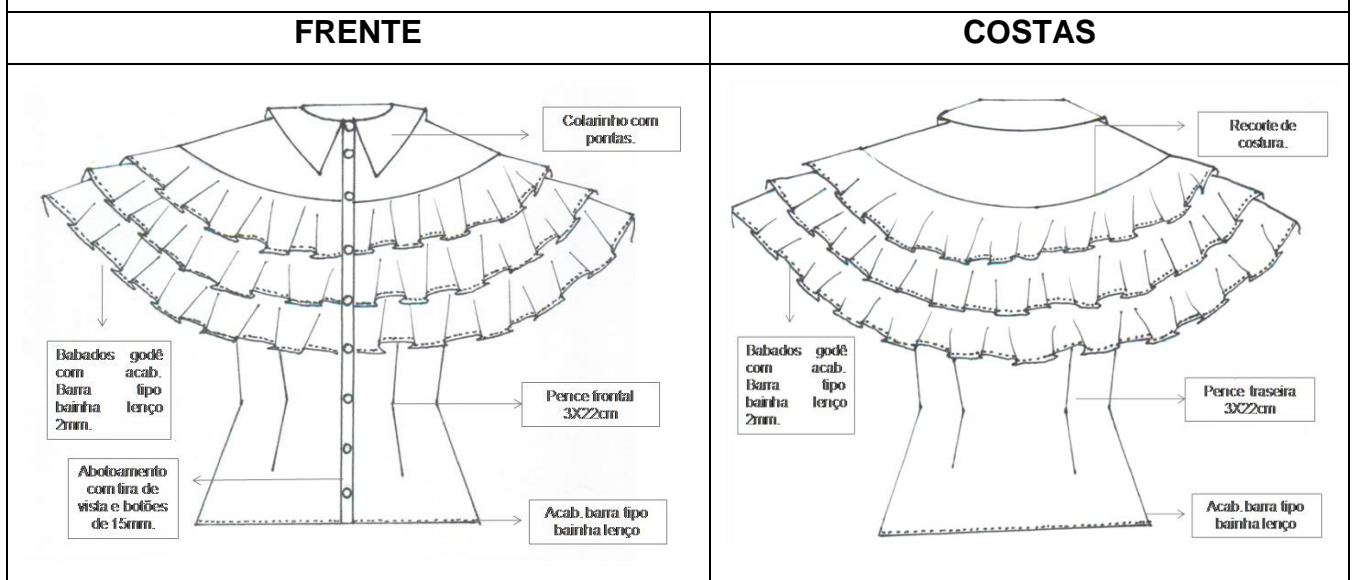 FRENTE
COSTAS
Colarinho com
pontas.
Babados godê
com acab.
Barra tipo
bainha lenço
2mm.
Pence frontal
3X22cm
Abotoamento
com tira de
vista e botões
de 15mm.
Acab. barra tipo
bainha lenço
Recorte de
costura.
Babados godê
com acab.
Barra tipo
bainha lenço
2mm.
Pence traseira
3X22cm
Acab. barra tipo
bainha lenço